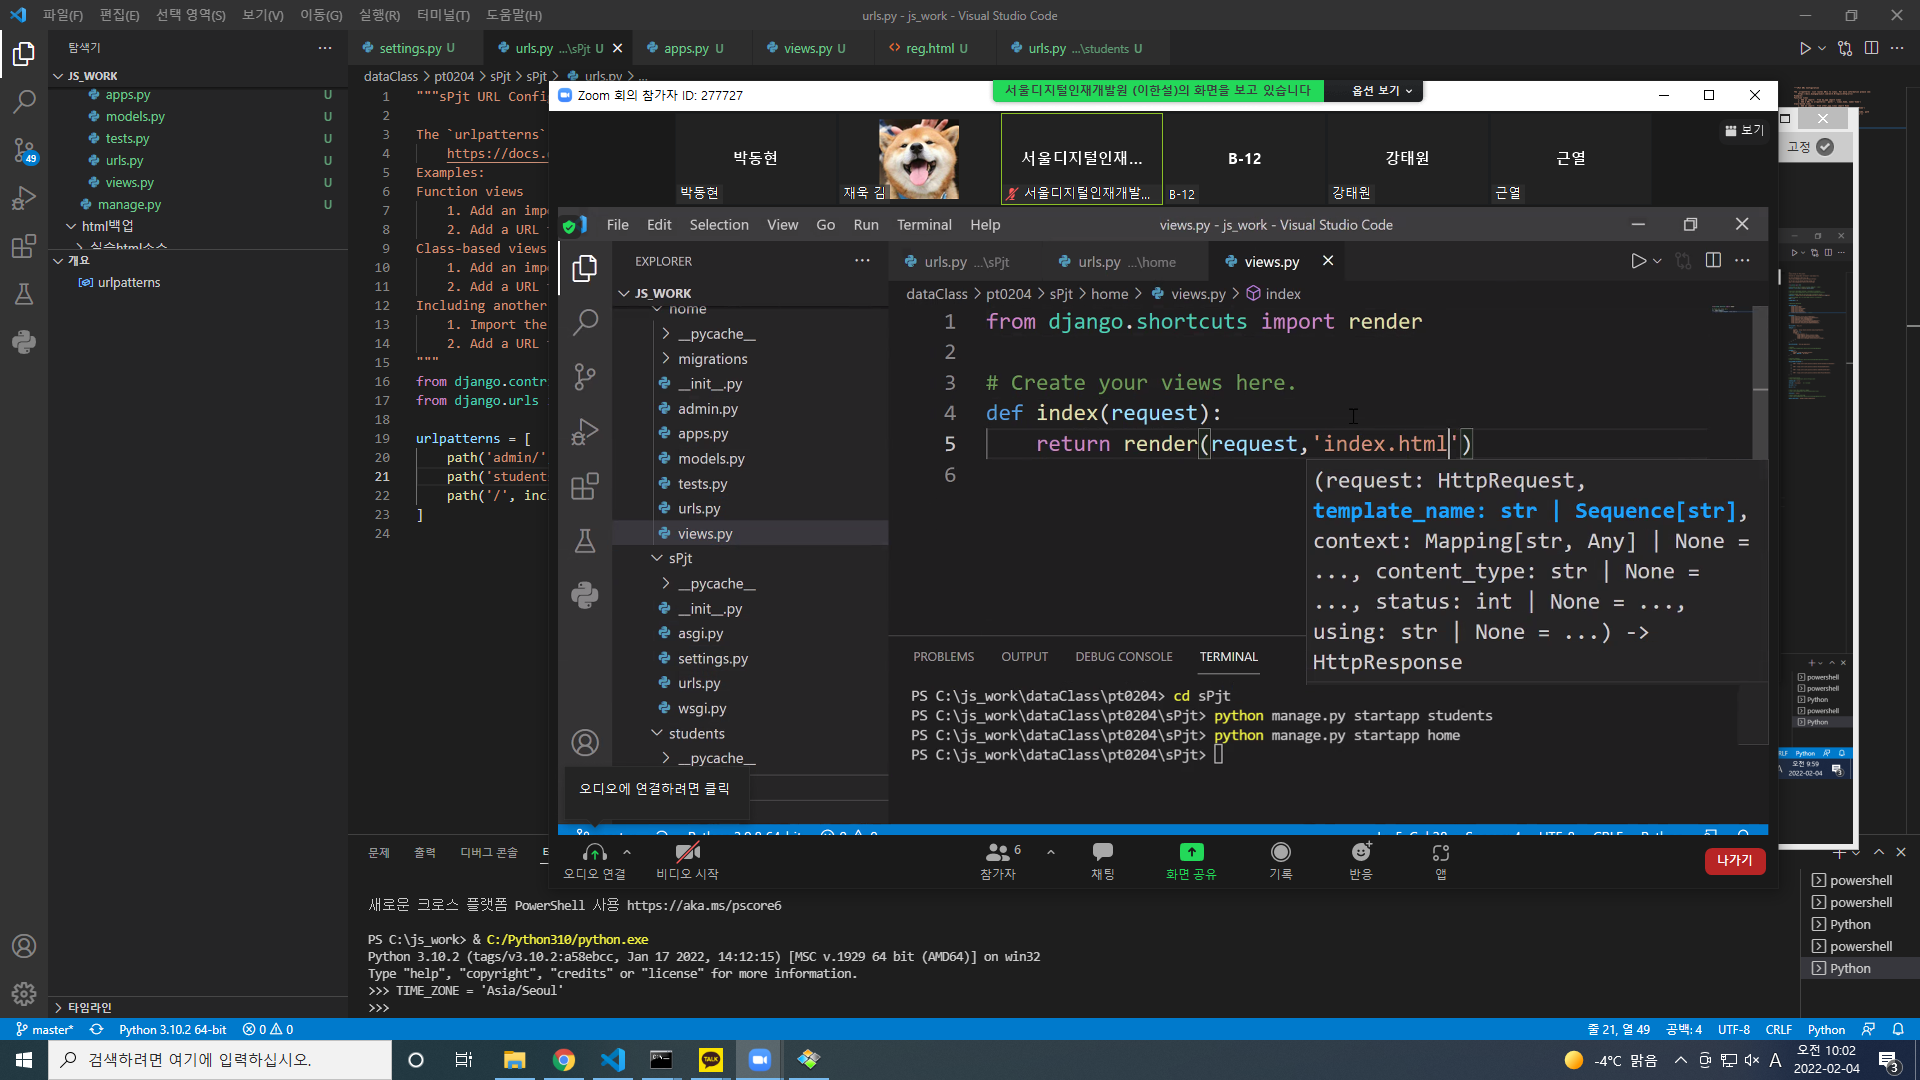 파일(F) 편집(E) 선택 영역(S) 보기(V) 이동(G) 실행(R) 터미널(T) 도움말(H)
urls.py - js_work - Visual Studio Code
탐색기
settings.py U
urls.py ...\sPjt U
apps.py U
views.py U
reg.html U
urls.py ...\students U
JS_WORK
apps.py U
models.py U
tests.py U
urls.py U
views.py U
manage.py U
html백업
개요
urlpatterns
타임라인
49
dataClass > pt0204 > sPjt > sPjt > urls.py > ...
1 """sPjt URL Confi
2
3 The `urlpatterns`
4 https://docs.
5 Examples:
6 Function views
7 1. Add an imp
8 2. Add a URL
9 Class-based views
10 1. Add an imp
11 2. Add a URL
12 Including another
13 1. Import the
14 2. Add a URL
15 """
16 from django.contr
17 from django.urls
18
19 urlpatterns = [
20 path('admin/'
21 path('student
22 path('/', inc
23 ]
24
Zoom 회의 참가자 ID: 277727
서울디지털인재개발원 (이한설)의 화면을 보고 있습니다
옵션 보기
보기
박동현
박동현
재욱 김
서울디지털인재...
서울디지털인재개발...
B-12
B-12
강태원
강태원
근열
근열
고정
File Edit Selection View Go Run Terminal Help
views.py - js_work - Visual Studio Code
EXPLORER
urls.py ...\sPjt
urls.py ...\home
views.py
JS_WORK
home
__pycache__
migrations
__init__.py
admin.py
apps.py
models.py
tests.py
urls.py
views.py
sPjt
__pycache__
__init__.py
asgi.py
settings.py
urls.py
wsgi.py
students
__pycache__
dataClass > pt0204 > sPjt > home > views.py > index
1 from django.shortcuts import render
2
3 # Create your views here.
4 def index(request):
5 return render(request,'index.html')
6
(request: HttpRequest,
template_name: str | Sequence[str],
context: Mapping[str, Any] | None =
..., content_type: str | None =
..., status: int | None = ...,
using: str | None = ...) ->
HttpResponse
PROBLEMS OUTPUT DEBUG CONSOLE TERMINAL
PS C:\js_work\dataClass\pt0204> cd sPjt
PS C:\js_work\dataClass\pt0204\sPjt> python manage.py startapp students
PS C:\js_work\dataClass\pt0204\sPjt> python manage.py startapp home
PS C:\js_work\dataClass\pt0204\sPjt>
오디오에 연결하려면 클릭
오디오 연결
비디오 시작
6
참가자
채팅
화면 공유
기록
반응
앱
나가기
powershell
powershell
Python
powershell
Python
오전 9:59
2022-02-04
문제 출력 디버그 콘솔
새로운 크로스 플랫폼 PowerShell 사용 https://aka.ms/pscore6
PS C:\js_work> & C:/Python310/python.exe
Python 3.10.2 (tags/v3.10.2:a58ebcc, Jan 17 2022, 14:12:15) [MSC v.1929 64 bit (AMD64)] on win32
Type "help", "copyright", "credits" or "license" for more information.
>>> TIME_ZONE = 'Asia/Seoul'
>>>
powershell
powershell
Python
powershell
Python
master* Python 3.10.2 64-bit 0 0
줄 21, 열 49 공백: 4 UTF-8 CRLF Python
검색하려면 여기에 입력하십시오.
TALK
-4°C 맑음
A
오전 10:02
2022-02-04
3